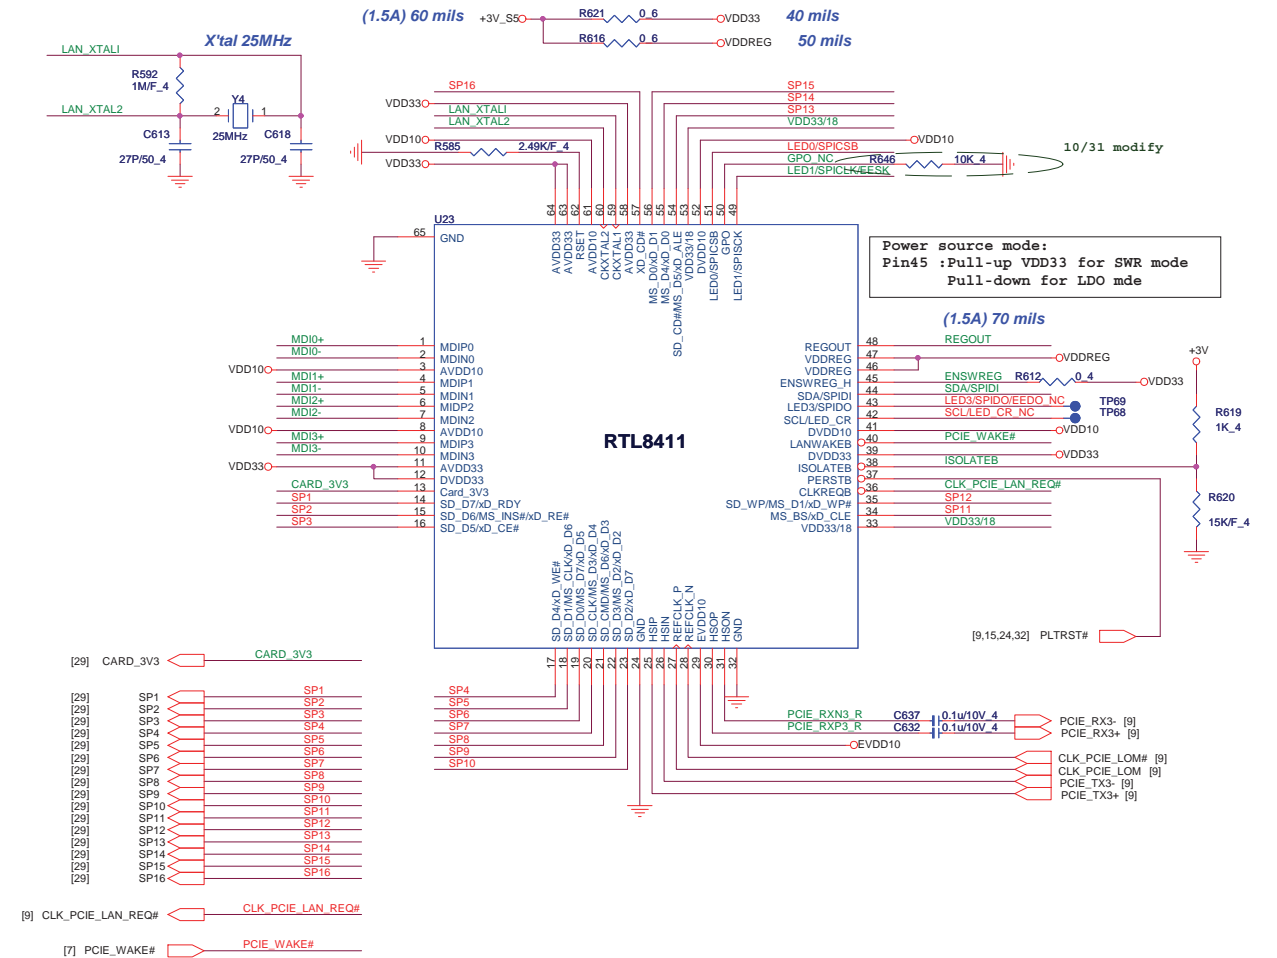 (1.5A) 60 mils +3V_S5 R621 0_6 VDD33 40 mils
R616 0_6 VDDREG 50 mils
X'tal 25MHz
LAN_XTALI
R592
1M/F_4
LAN_XTAL2
Y4
2 1
25MHz
C613 C618
27P/50_4 27P/50_4
SP16 SP15
VDD33 SP14
LAN_XTALI SP13
LAN_XTAL2 VDD33/18
VDD10 VDD10
R585 2.49K/F_4 LED0/SPICSB
VDD33 GPO_NC R646 10K_4
LED1/SPICLK/EESK
10/31 modify
64 63 62 61 60 59 58 57 56 55 54 53 52 51 50 49
U23
65 GND
AVDD33
AVDD33
RSET
AVDD10
CKXTAL2
CKXTAL1
AVDD33
XD_CD#
MS_D0/xD_D1
MS_D4/xD_D0
SD_CD#/MS_D5/xD_ALE
VDD33/18
DVDD10
LED0/SPICSB
GPO
LED1/SPISCK
Power source mode:
Pin45 :Pull-up VDD33 for SWR mode
Pull-down for LDO mde
(1.5A) 70 mils
MDI0+ 1 MDIP0
MDI0- 2 MDIN0
VDD10 3 AVDD10
MDI1+ 4 MDIP1
MDI1- 5 MDIN1
MDI2+ 6 MIDP2
MDI2- 7 MDIN2
VDD10 8 AVDD10
MDI3+ 9 MDIP3
MDI3- 10 MDIN3
VDD33 11 AVDD33
12 DVDD33
CARD_3V3 13 Card_3V3
SP1 14 SD_D7/xD_RDY
SP2 15 SD_D6/MS_INS#/xD_RE#
SP3 16 SD_D5/xD_CE#
RTL8411
REGOUT 48 REGOUT
VDDREG 47 VDDREG
VDDREG 46
ENSWREG_H 45 ENSWREG R612 0_4 VDD33
SDA/SPIDI 44 SDA/SPIDI
LED3/SPIDO 43 LED3/SPIDO/EEDO_NC TP69
SCL/LED_CR 42 SCL/LED_CR_NC TP68
DVDD10 41 VDD10
LANWAKEB 40 PCIE_WAKE#
DVDD33 39 VDD33
ISOLATEB 38 ISOLATEB
PERSTB 37
CLKREQB 36 CLK_PCIE_LAN_REQ#
SD_WP/MS_D1/xD_WP# 35 SP12
MS_BS/xD_CLE 34 SP11
VDD33/18 33 VDD33/18
+3V
R619
1K_4
R620
15K/F_4
SD_D4/xD_WE#
SD_D1/MS_CLK/xD_D6
SD_D0/MS_D7/xD_D5
SD_CLK/MS_D3/xD_D4
SD_CMD/MS_D6/xD_D3
SD_D3/MS_D2/xD_D2
SD_D2/xD_D7
GND
HSIP
HSIN
REFCLK_P
REFCLK_N
EVDD10
HSOP
HSON
GND
17 18 19 20 21 22 23 24 25 26 27 28 29 30 31 32
[9,15,24,32] PLTRST#
[29] CARD_3V3 CARD_3V3
[29] SP1 SP1
[29] SP2 SP2
[29] SP3 SP3
[29] SP4 SP4
[29] SP5 SP5
[29] SP6 SP6
[29] SP7 SP7
[29] SP8 SP8
[29] SP9 SP9
[29] SP10 SP10
[29] SP11 SP11
[29] SP12 SP12
[29] SP13 SP13
[29] SP14 SP14
[29] SP15 SP15
[29] SP16 SP16
SP4
SP5
SP6
SP7
SP8
SP9
SP10
PCIE_RXN3_R C637 0.1u/10V_4 PCIE_RX3- [9]
PCIE_RXP3_R C632 0.1u/10V_4 PCIE_RX3+ [9]
EVDD10
CLK_PCIE_LOM# [9]
CLK_PCIE_LOM [9]
PCIE_TX3- [9]
PCIE_TX3+ [9]
[9] CLK_PCIE_LAN_REQ# CLK_PCIE_LAN_REQ#
[7] PCIE_WAKE# PCIE_WAKE#